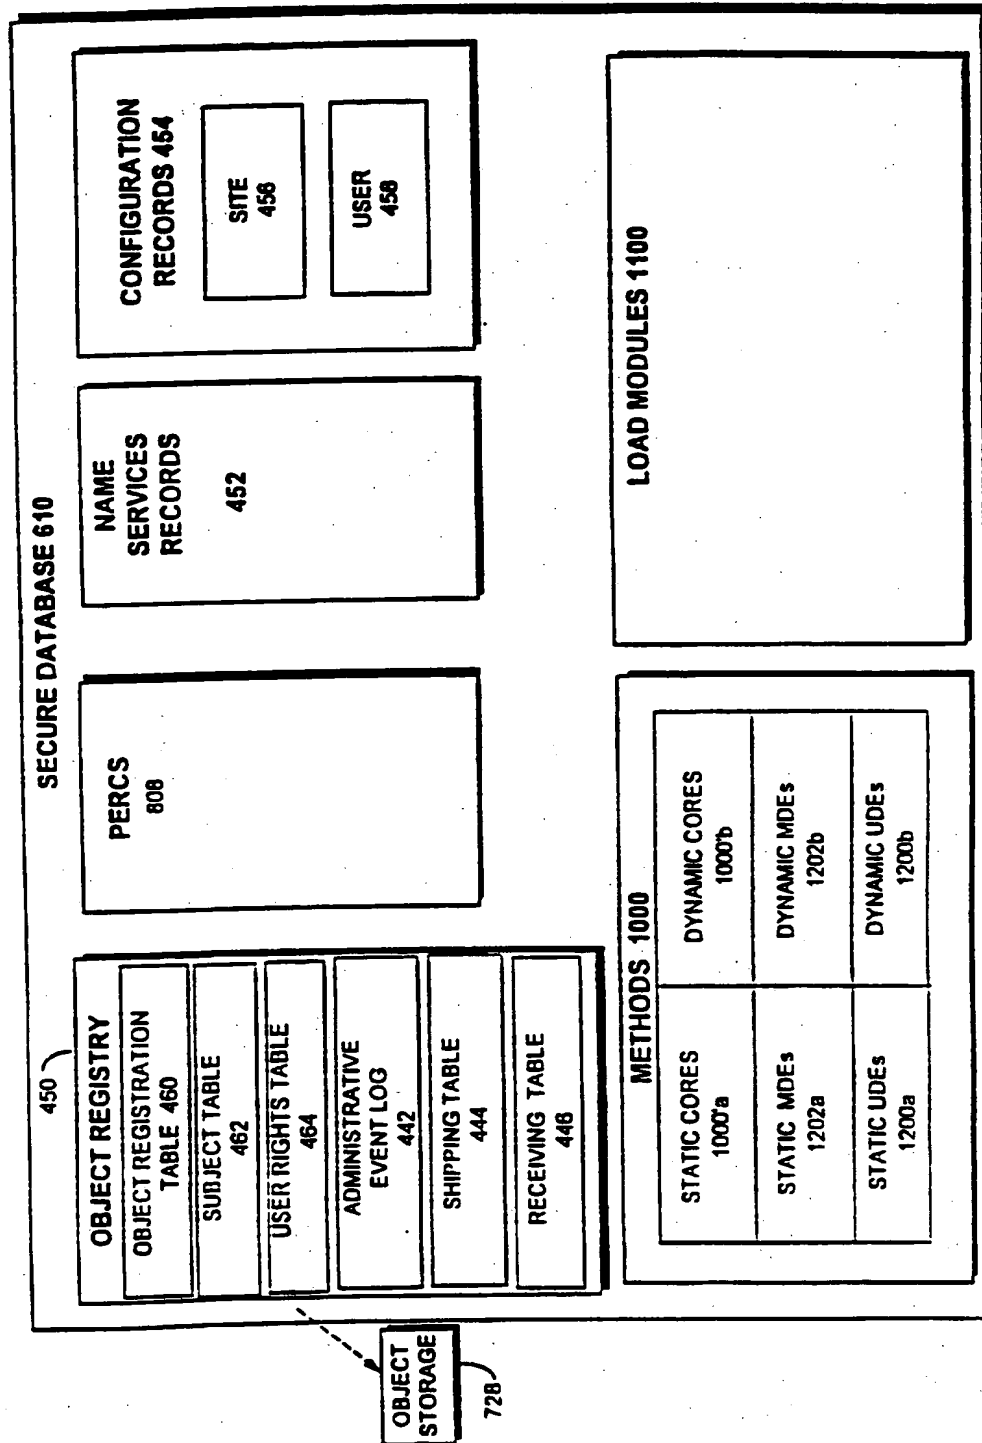 SECURE DATABASE 610
450
OBJECT REGISTRY
OBJECT REGISTRATION
TABLE 460
SUBJECT TABLE
462
USER RIGHTS TABLE
464
ADMINISTRATIVE
EVENT LOG
442
SHIPPING TABLE
444
RECEIVING TABLE
446
OBJECT
STORAGE
728
PERCS
808
NAME
SERVICES
RECORDS
452
CONFIGURATION
RECORDS 454
SITE
456
USER
458
METHODS 1000
STATIC CORES
1000'a
DYNAMIC CORES
1000'b
STATIC MDEs
1202a
DYNAMIC MDEs
1202b
STATIC UDEs
1200a
DYNAMIC UDEs
1200b
LOAD MODULES 1100